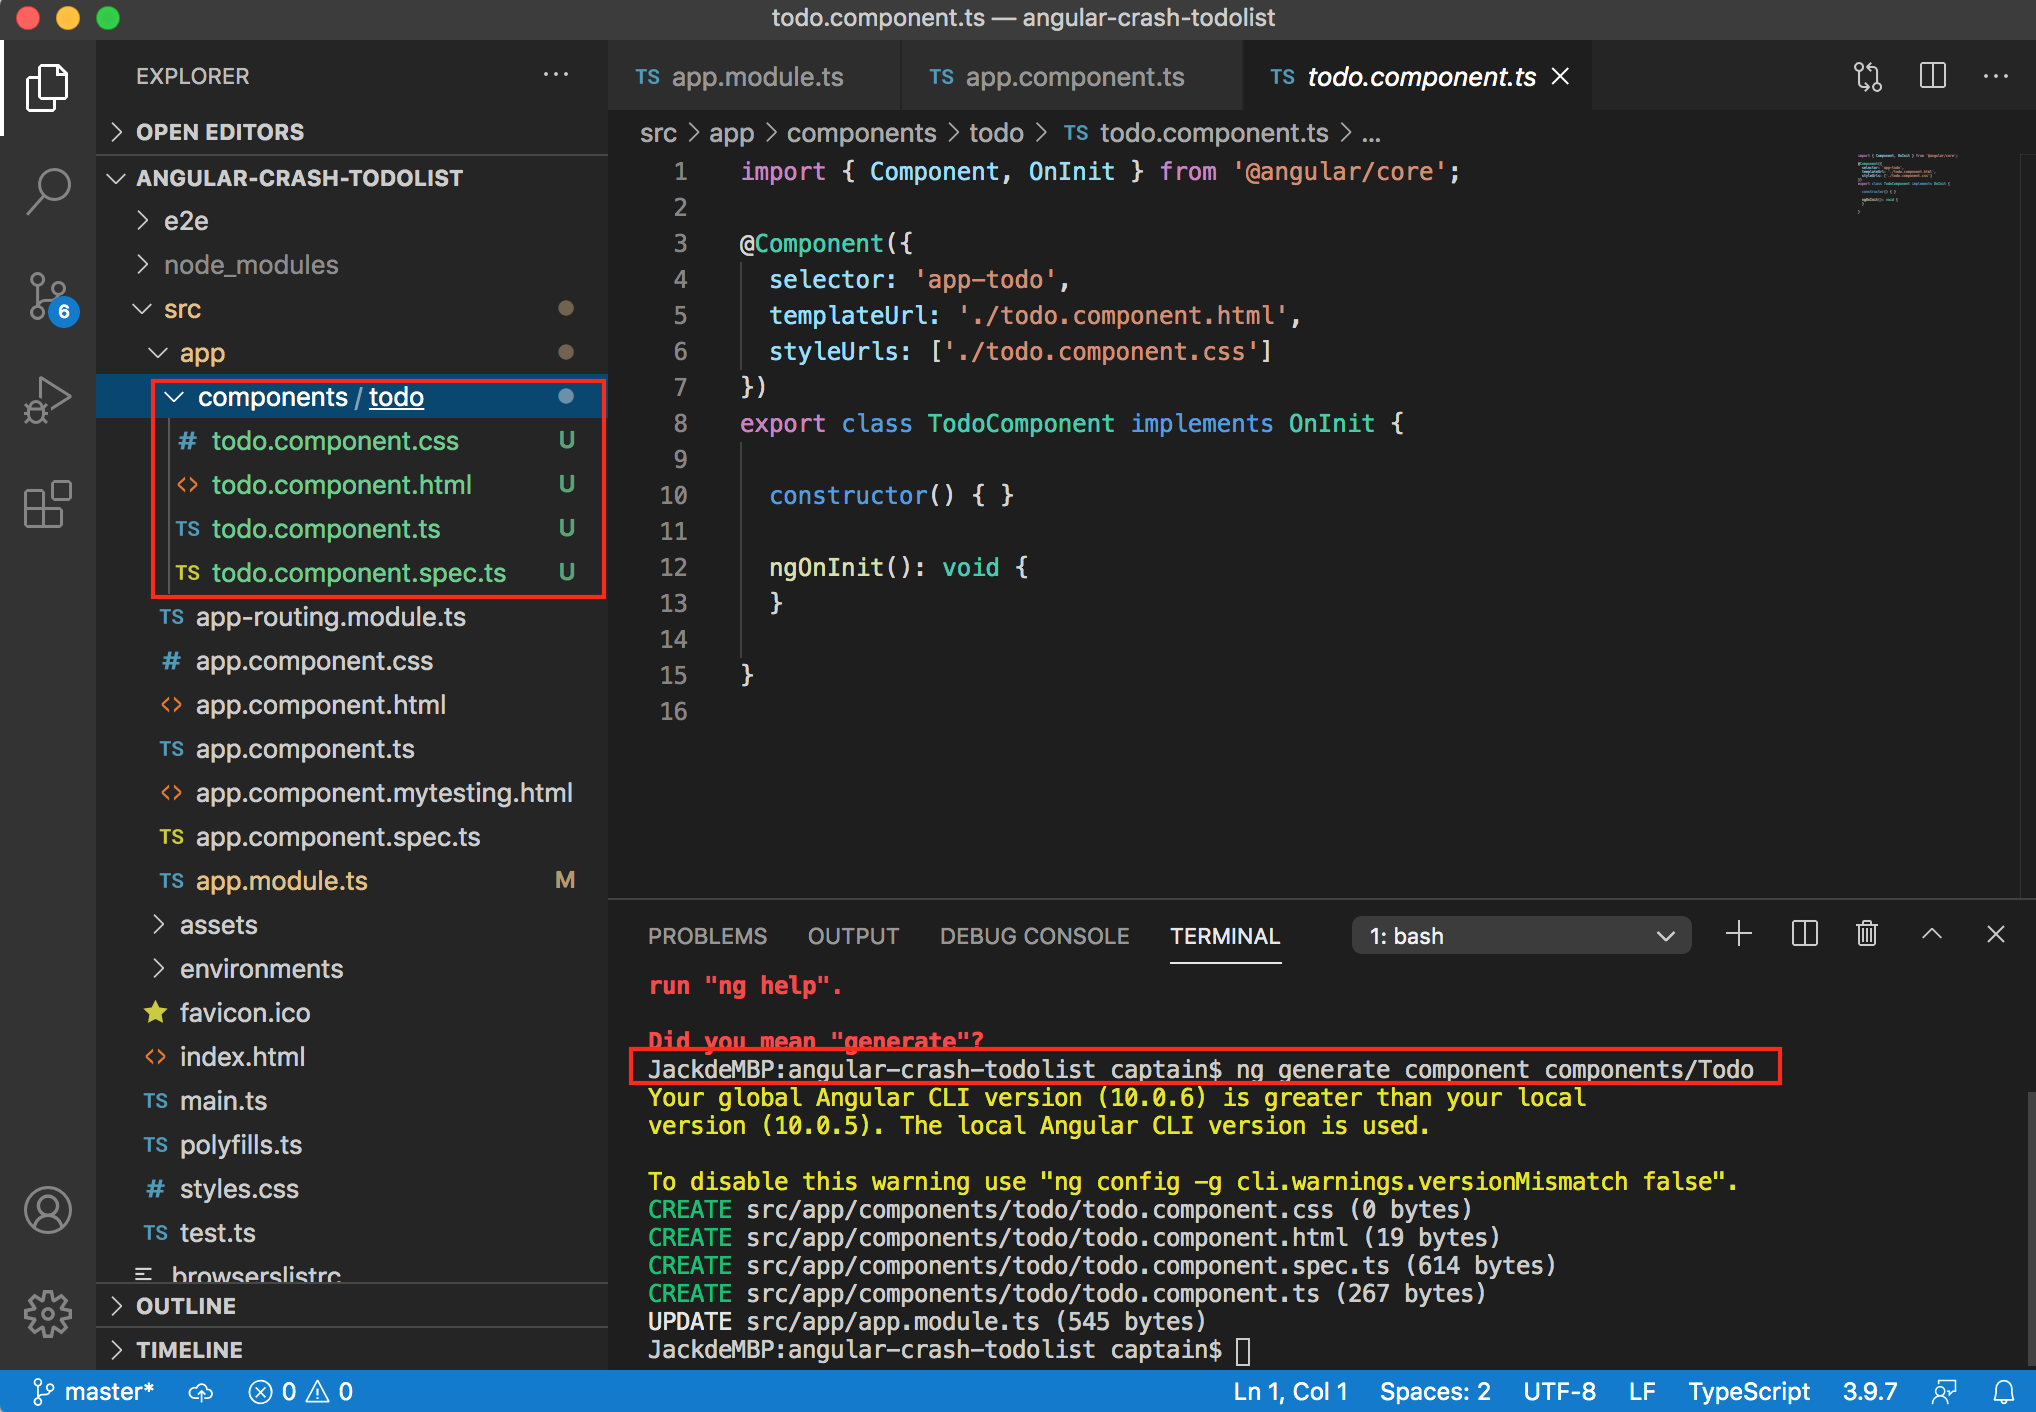 todo.component.ts — angular-crash-todolist
EXPLORER
OPEN EDITORS
ANGULAR-CRASH-TODOLIST
e2e
node_modules
src
app
components / todo
# todo.component.css U
<> todo.component.html U
TS todo.component.ts U
TS todo.component.spec.ts U
TS app-routing.module.ts
# app.component.css
<> app.component.html
TS app.component.ts
<> app.component.mytesting.html
TS app.component.spec.ts
TS app.module.ts M
assets
environments
favicon.ico
<> index.html
TS main.ts
TS polyfills.ts
# styles.css
TS test.ts
browserslistrc
OUTLINE
TIMELINE
6
TS app.module.ts TS app.component.ts TS todo.component.ts
src > app > components > todo > TS todo.component.ts > ...
1 import { Component, OnInit } from '@angular/core';
2
3 @Component({
4 selector: 'app-todo',
5 templateUrl: './todo.component.html',
6 styleUrls: ['./todo.component.css']
7 })
8 export class TodoComponent implements OnInit {
9
10 constructor() { }
11
12 ngOnInit(): void {
13 }
14
15 }
16
PROBLEMS OUTPUT DEBUG CONSOLE TERMINAL 1: bash
run "ng help".
Did you mean "generate"?
JackdeMBP:angular-crash-todolist captain$ ng generate component components/Todo
Your global Angular CLI version (10.0.6) is greater than your local
version (10.0.5). The local Angular CLI version is used.
To disable this warning use "ng config -g cli.warnings.versionMismatch false".
CREATE src/app/components/todo/todo.component.css (0 bytes)
CREATE src/app/components/todo/todo.component.html (19 bytes)
CREATE src/app/components/todo/todo.component.spec.ts (614 bytes)
CREATE src/app/components/todo/todo.component.ts (267 bytes)
UPDATE src/app/app.module.ts (545 bytes)
JackdeMBP:angular-crash-todolist captain$
master* 0 0 Ln 1, Col 1 Spaces: 2 UTF-8 LF TypeScript 3.9.7